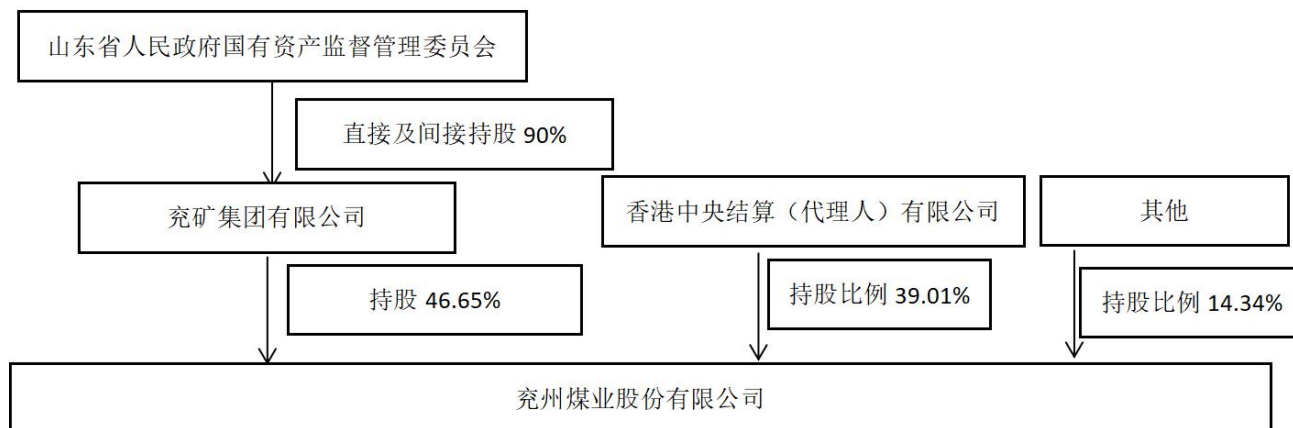 山东省人民政府国有资产监督管理委员会
直接及间接持股 90%
兖矿集团有限公司
香港中央结算（代理人）有限公司
其他
持股 46.65%
持股比例 39.01%
持股比例 14.34%
兖州煤业股份有限公司